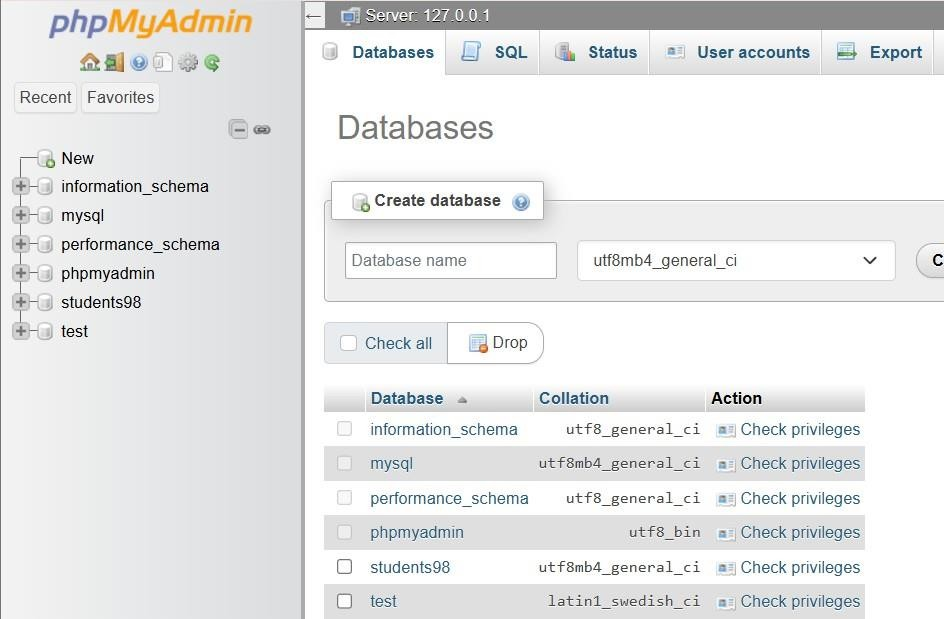 phpMyAdmin
Recent Favorites
New
information_schema
mysql
performance_schema
phpmyadmin
students98
test
Server: 127.0.0.1
Databases SQL Status User accounts Export
Databases
Create database
Database name utf8mb4_general_ci C
Check all Drop
Database Collation Action
information_schema utf8_general_ci Check privileges
mysql utf8mb4_general_ci Check privileges
performance_schema utf8_general_ci Check privileges
phpmyadmin utf8_bin Check privileges
students98 utf8mb4_general_ci Check privileges
test latin1_swedish_ci Check privileges